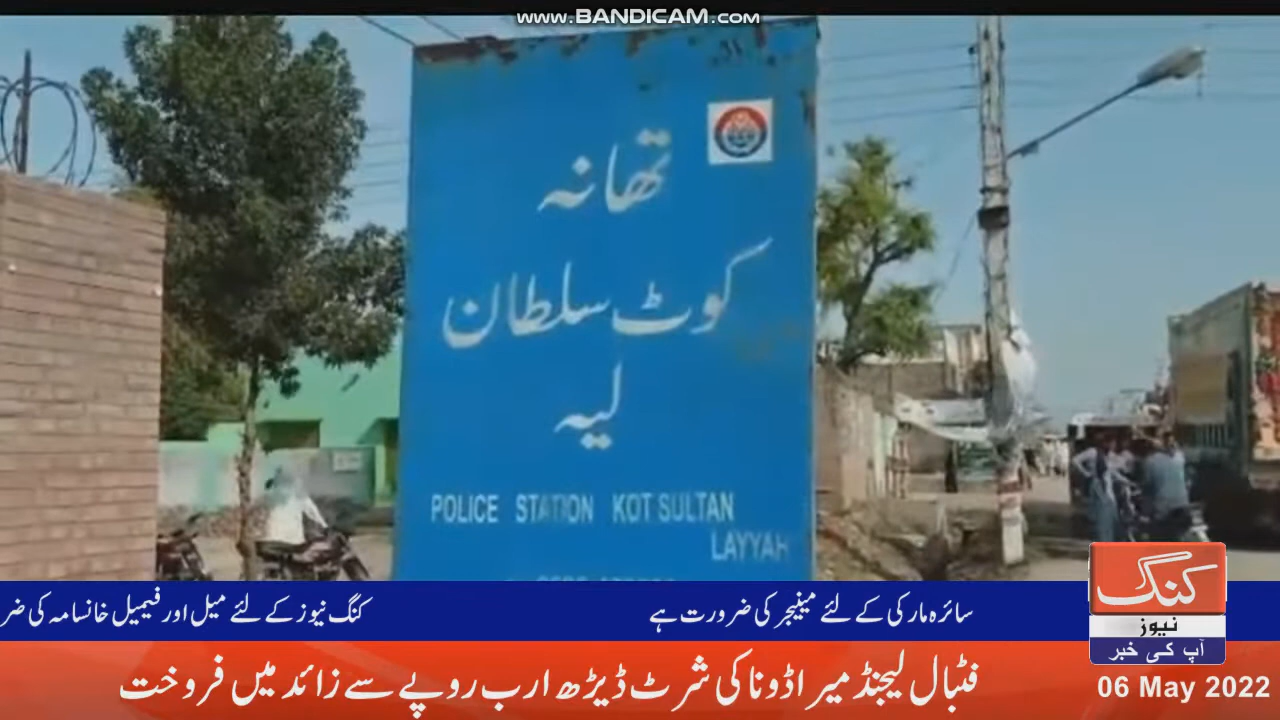 www.BANDICAM.com
تھانہ
کوٹ سلطان
لیہ
POLICE STATION KOT SULTAN
LAYYAH
سائرہ مارکی کے لئے مینیجر کی ضرورت ہے
کنگ نیوز کے لئے میل اور فیمیل خانسامہ کی ضر
کنگ
نیوز
آپ کی خبر
فٹبال لیجنڈ میراڈونا کی شرٹ ڈیڑھ ارب روپے سے زائد میں فروخت
06 May 2022